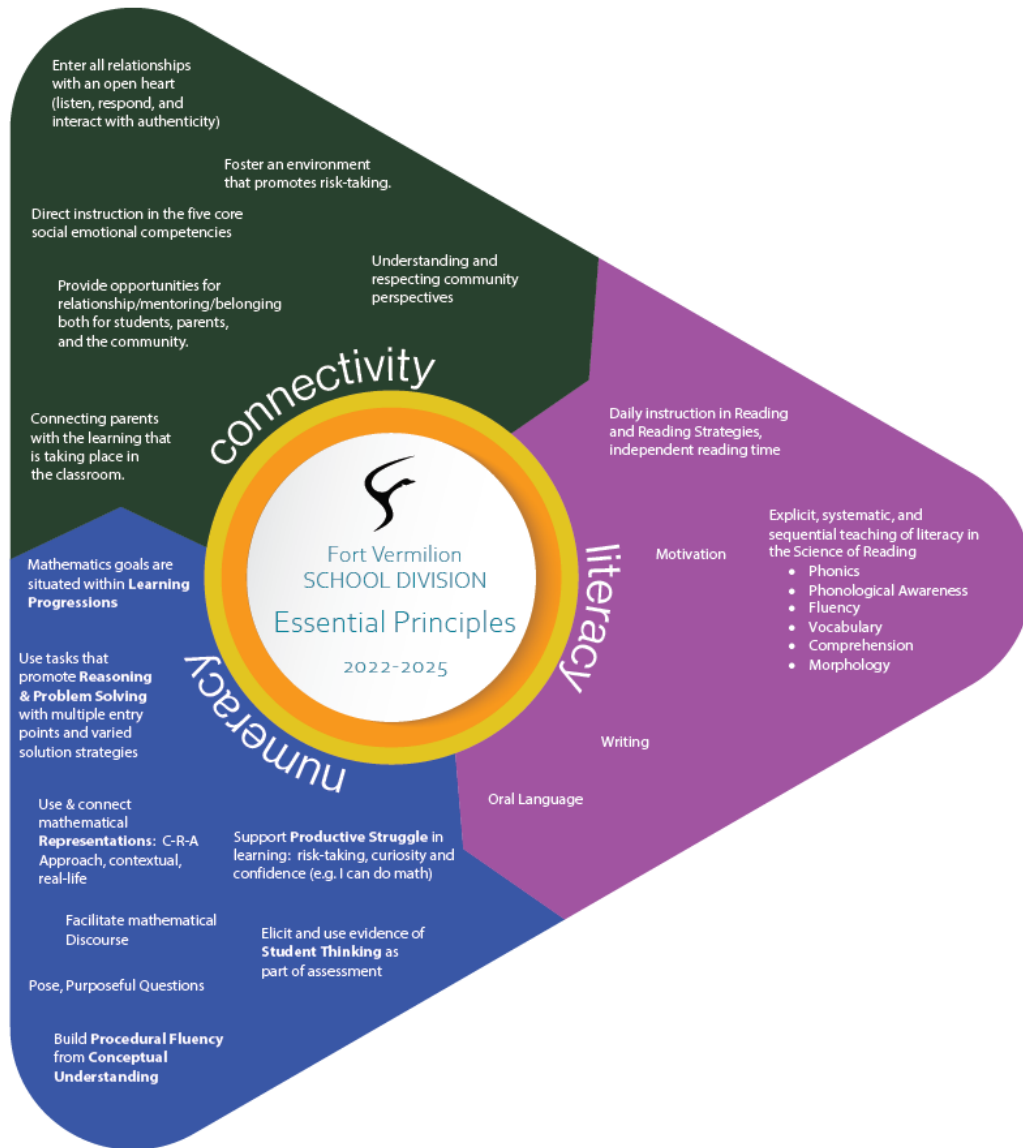 Enter all relationships
with an open heart
(listen, respond, and
interact with authenticity)
Foster an environment
that promotes risk-taking.
Direct instruction in the five core
social emotional competencies
Understanding and
respecting community
perspectives
Provide opportunities for
relationship/mentoring/belonging
both for students, parents,
and the community.
Connecting parents
with the learning that
is taking place in
the classroom.
connectivity
Daily instruction in Reading
and Reading Strategies,
independent reading time
Motivation
Explicit, systematic, and
sequential teaching of literacy in
the Science of Reading
• Phonics
• Phonological Awareness
• Fluency
• Vocabulary
• Comprehension
• Morphology
Writing
Oral Language
literacy
Fort Vermilion
SCHOOL DIVISION
Essential Principles
2022-2025
numeracy
Mathematics goals are
situated within Learning
Progressions
Use tasks that
promote Reasoning
& Problem Solving
with multiple entry
points and varied
solution strategies
Use & connect
mathematical
Representations: C-R-A
Approach, contextual,
real-life
Support Productive Struggle in
learning: risk-taking, curiosity and
confidence (e.g. I can do math)
Facilitate mathematical
Discourse
Elicit and use evidence of
Student Thinking as
part of assessment
Pose, Purposeful Questions
Build Procedural Fluency
from Conceptual
Understanding